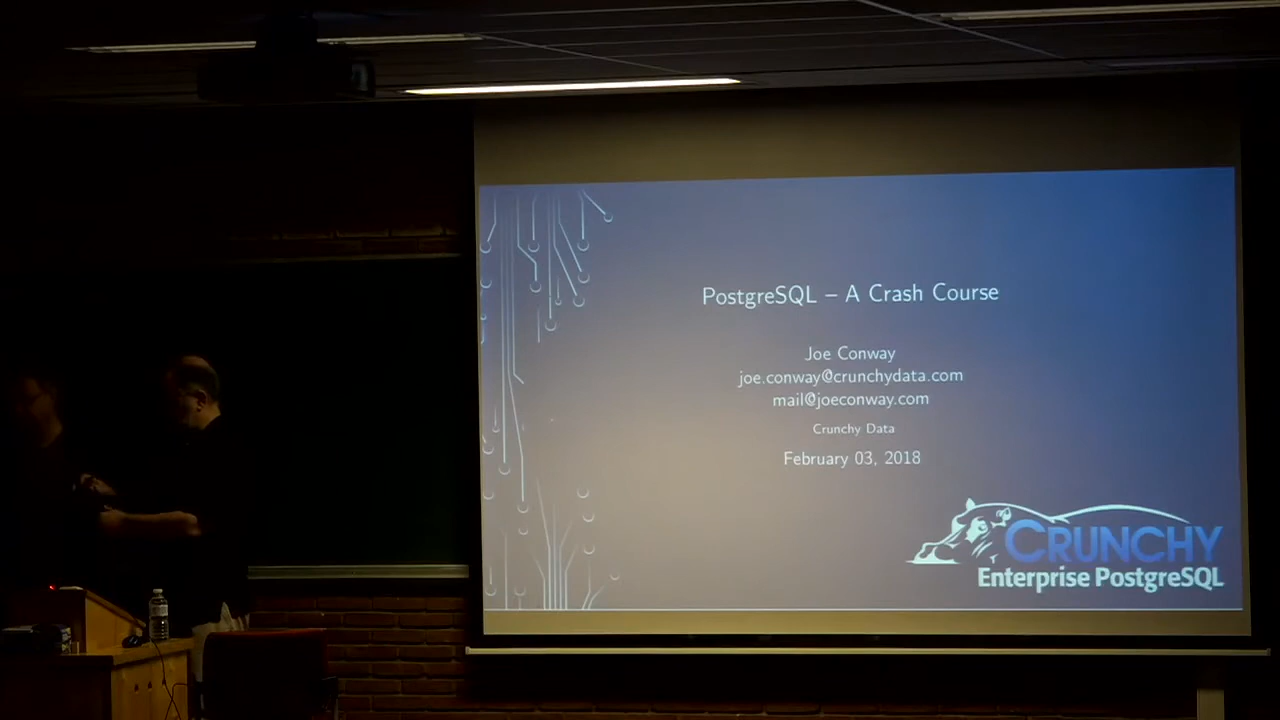 PostgreSQL – A Crash Course
Joe Conway
joe.conway@crunchydata.com
mail@joeconway.com
Crunchy Data
February 03, 2018
CRUNCHY
Enterprise PostgreSQL